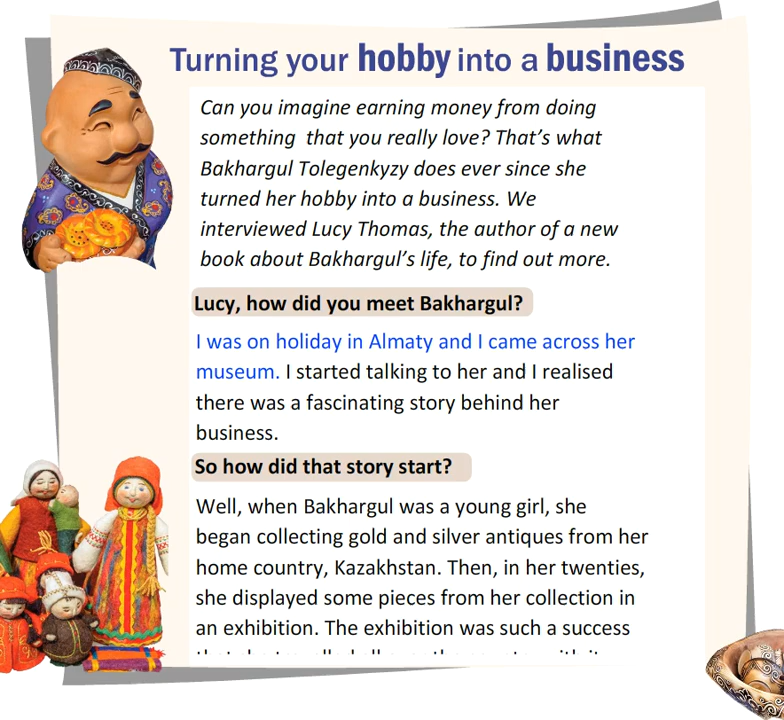 Turning your hobby into a business
Can you imagine earning money from doing
something that you really love? That's what
Bakhargul Tolegenkyzy does ever since she
turned her hobby into a business. We
interviewed Lucy Thomas, the author of a new
book about Bakhargul's life, to find out more.
Lucy, how did you meet Bakhargul?
I was on holiday in Almaty and I came across her
museum. I started talking to her and I realised
there was a fascinating story behind her
business.
So how did that story start?
Well, when Bakhargul was a young girl, she
began collecting gold and silver antiques from her
home country, Kazakhstan. Then, in her twenties,
she displayed some pieces from her collection in
an exhibition. The exhibition was such a success